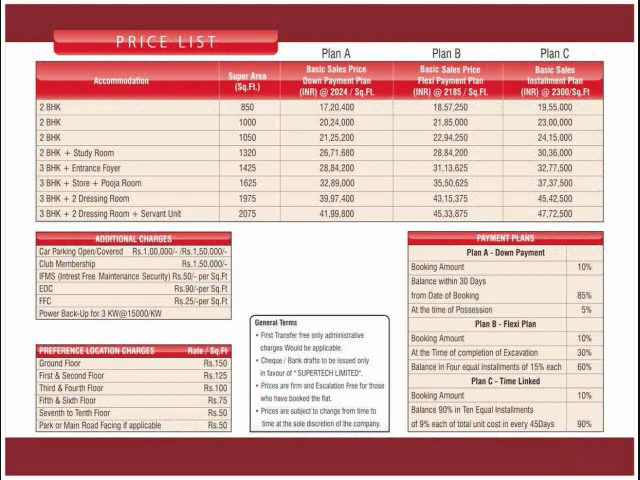 PRICE LIST
Plan A Plan B Plan C
Accommodation Super Area (Sq.Ft.) Basic Sales Price Down Payment Plan (INR) @ 2024 / Sq.Ft. Basic Sales Price Flexi Payment Plan (INR) @ 2185 / Sq.Ft. Basic Sales Installment Plan (INR) @ 2300/Sq.Ft
2 BHK 850 17,20,400 18,57,250 19,55,000
2 BHK 1000 20,24,000 21,85,000 23,00,000
2 BHK 1050 21,25,200 22,94,250 24,15,000
2 BHK + Study Room 1320 26,71,680 28,84,200 30,36,000
3 BHK + Entrance Foyer 1425 28,84,200 31,13,625 32,77,500
3 BHK + Store + Pooja Room 1625 32,89,000 35,50,625 37,37,500
3 BHK + 2 Dressing Room 1975 39,97,400 43,15,375 45,42,500
3 BHK + 2 Dressing Room + Servant Unit 2075 41,99,800 45,33,875 47,72,500
ADDITIONAL CHARGES
Car Parking Open/Covered Rs.1,00,000/- /Rs.1,50,000/-
Club Membership Rs.1,50,000/-
IFMS (Intrest Free Maintenance Security) Rs.50/- per Sq.Ft
EDC Rs.90/-per Sq.Ft
FFC Rs.25/-per Sq.Ft
Power Back-Up for 3 KW@15000/KW
PREFERENCE LOCATION CHARGES Rate / Sq.Ft
Ground Floor Rs.150
First & Second Floor Rs.125
Third & Fourth Floor Rs.100
Fifth & Sixth Floor Rs.75
Seventh to Tenth Floor Rs.50
Park or Main Road Facing if applicable Rs.50
General Terms
• First Transfer free only administrative
charges Would be applicable.
• Cheque / Bank drafts to be issued only
in favour of " SUPERTECH LIMITED".
• Prices are firm and Escalation Free for those
who have booked the flat.
• Prices are subject to change from time to
time at the sole discretion of the company.
PAYMENT PLANS
Plan A - Down Payment
Booking Amount 10%
Balance within 30 Days
from Date of Booking 85%
At the time of Possession 5%
Plan B - Flexi Plan
Booking Amount 10%
At the Time of completion of Excavation 30%
Balance in Four equal installments of 15% each 60%
Plan C - Time Linked
Booking Amount 10%
Balance 90% in Ten Equal Installments
of 9% each of total unit cost in every 45Days 90%